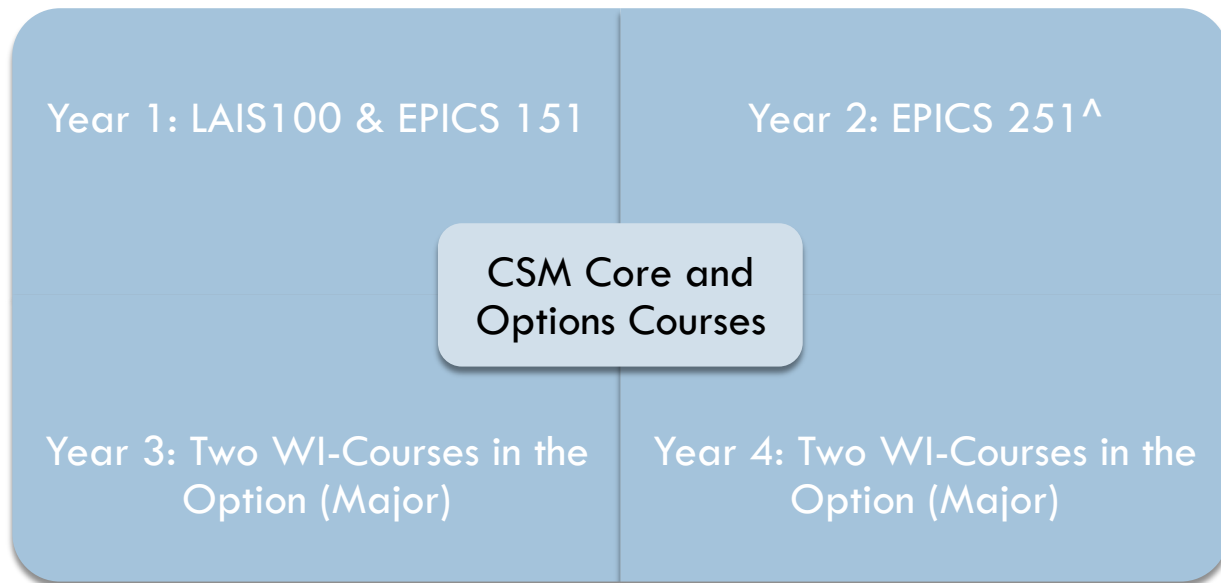 Year 1: LAIS100 & EPICS 151
Year 2: EPICS 251^
CSM Core and
Options Courses
Year 3: Two WI-Courses in the
Option (Major)
Year 4: Two WI-Courses in the
Option (Major)